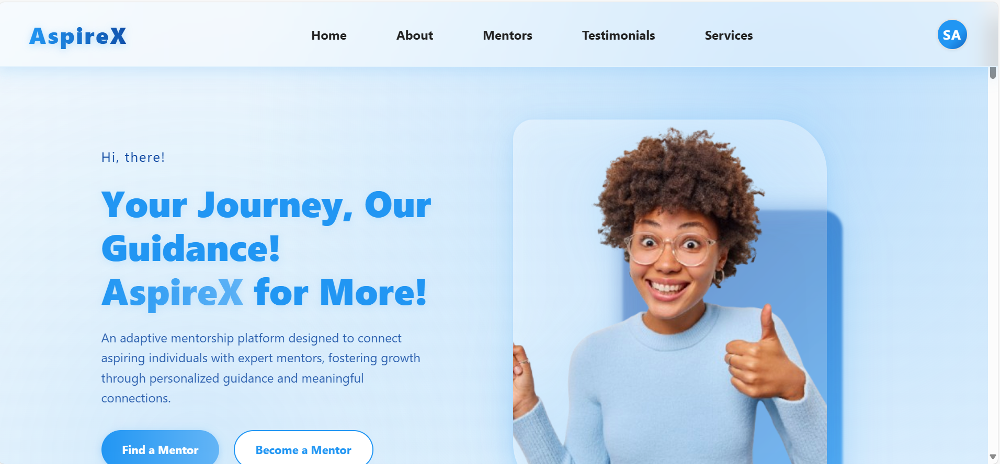 AspireX
Home
About
Mentors
Testimonials
Services
SA
Hi, there!
Your Journey, Our
Guidance!
AspireX for More!
An adaptive mentorship platform designed to connect
aspiring individuals with expert mentors, fostering growth
through personalized guidance and meaningful
connections.
Find a Mentor
Become a Mentor